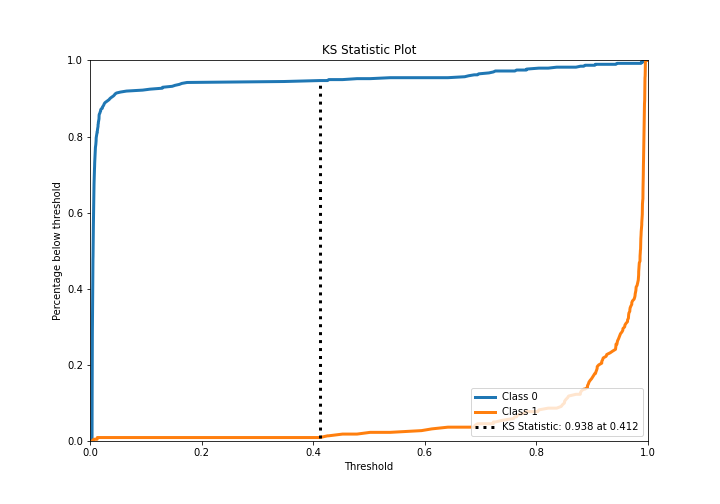 KS Statistic Plot
1.0
0.8
0.6
0.4
0.2
0.0
Percentage below threshold
Class 0
Class 1
KS Statistic: 0.938 at 0.412
0.0 0.2 0.4 0.6 0.8 1.0
Threshold